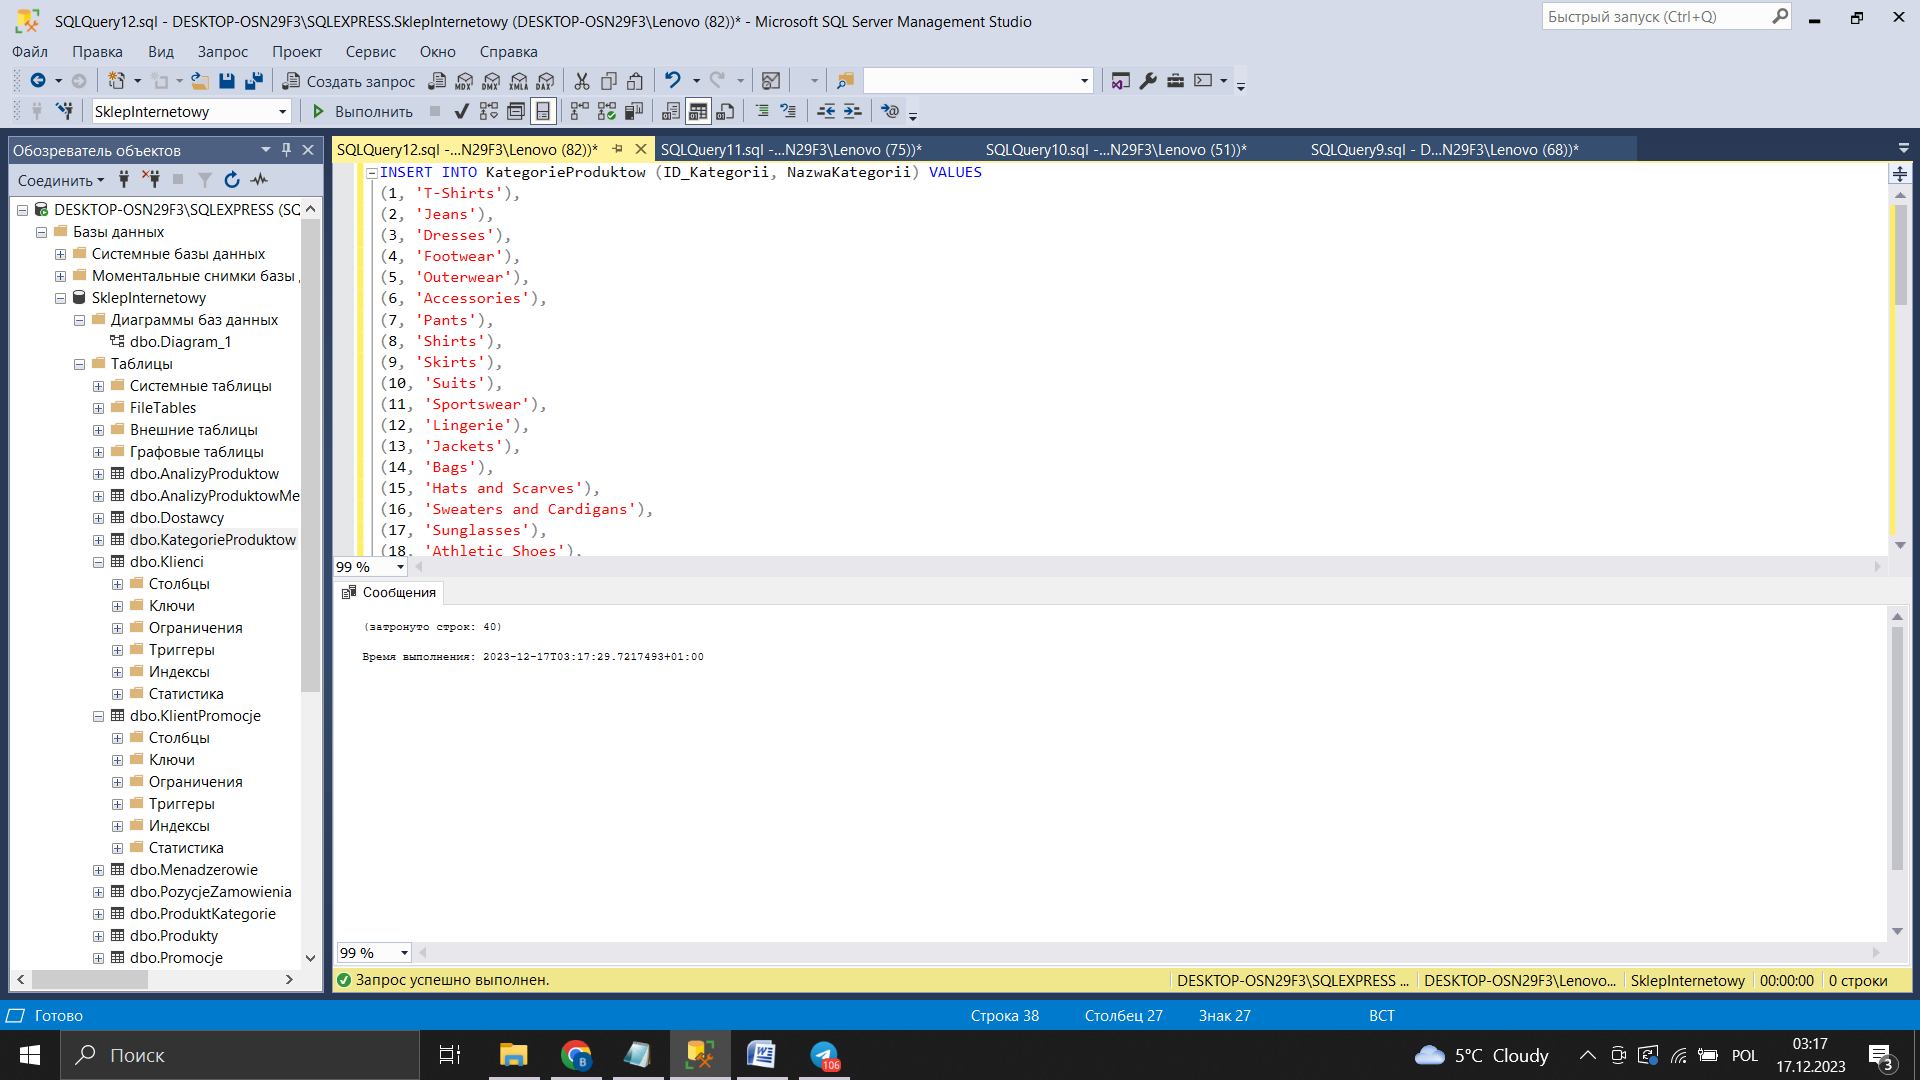 SQLQuery12.sql - DESKTOP-OSN29F3\SQLEXPRESS.SklepInternetowy (DESKTOP-OSN29F3\Lenovo (82))* - Microsoft SQL Server Management Studio
Быстрый запуск (Ctrl+Q)
Файл Правка Вид Запрос Проект Сервис Окно Справка
Создать запрос MDX DMX XMLA DAX
SklepInternetowy Выполнить
Обозреватель объектов
SQLQuery12.sql -...N29F3\Lenovo (82))* SQLQuery11.sql -...N29F3\Lenovo (75))* SQLQuery10.sql -...N29F3\Lenovo (51))* SQLQuery9.sql - D...N29F3\Lenovo (68))*
Соединить
DESKTOP-OSN29F3\SQLEXPRESS (SQ
Базы данных
Системные базы данных
Моментальные снимки базы
SklepInternetowy
Диаграммы баз данных
dbo.Diagram_1
Таблицы
Системные таблицы
FileTables
Внешние таблицы
Графовые таблицы
dbo.AnalizyProduktow
dbo.AnalizyProduktowMe
dbo.Dostawcy
dbo.KategorieProduktow
dbo.Klienci
Столбцы
Ключи
Ограничения
Триггеры
Индексы
Статистика
dbo.KlientPromocje
Столбцы
Ключи
Ограничения
Триггеры
Индексы
Статистика
dbo.Menadzerowie
dbo.PozycjeZamowienia
dbo.ProduktKategorie
dbo.Produkty
dbo.Promocje
INSERT INTO KategorieProduktow (ID_Kategorii, NazwaKategorii) VALUES
(1, 'T-Shirts'),
(2, 'Jeans'),
(3, 'Dresses'),
(4, 'Footwear'),
(5, 'Outerwear'),
(6, 'Accessories'),
(7, 'Pants'),
(8, 'Shirts'),
(9, 'Skirts'),
(10, 'Suits'),
(11, 'Sportswear'),
(12, 'Lingerie'),
(13, 'Jackets'),
(14, 'Bags'),
(15, 'Hats and Scarves'),
(16, 'Sweaters and Cardigans'),
(17, 'Sunglasses'),
(18, 'Athletic Shoes'),
99 %
Сообщения
(затронуто строк: 40)
Время выполнения: 2023-12-17T03:17:29.7217493+01:00
99 %
Запрос успешно выполнен. DESKTOP-OSN29F3\SQLEXPRESS ... DESKTOP-OSN29F3\Lenovo... SklepInternetowy 00:00:00 0 строки
Готово Строка 38 Столбец 27 Знак 27 ВСТ
Поиск B 106 5°C Cloudy POL 03:17
17.12.2023
3